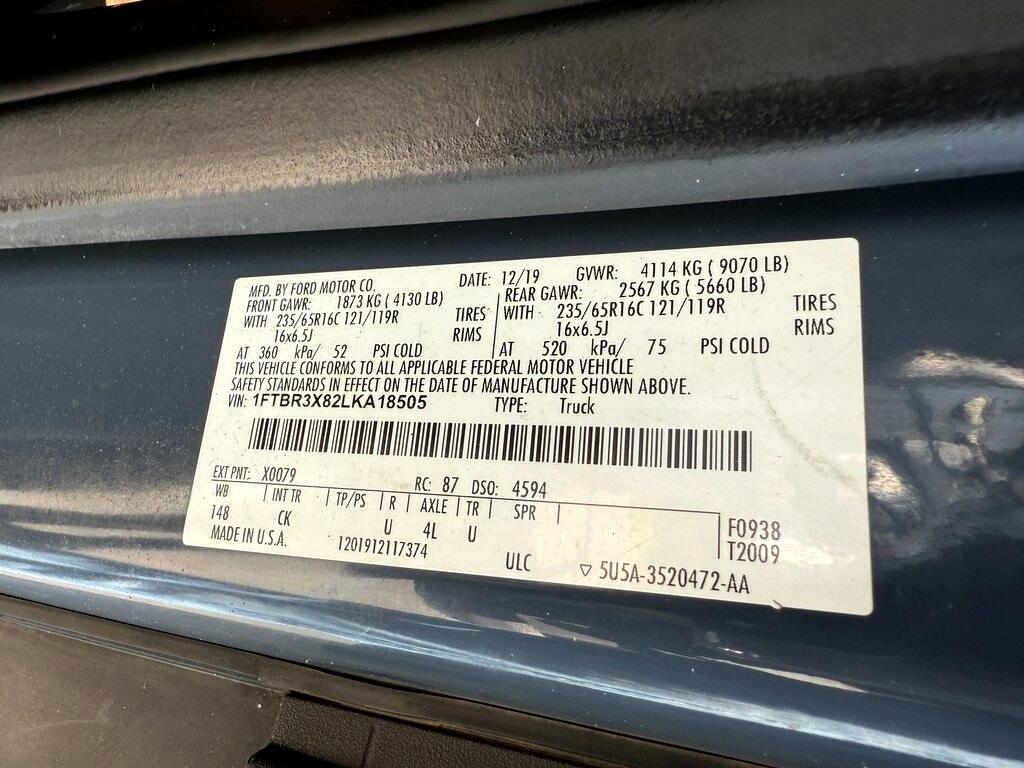 MFD. BY FORD MOTOR CO. DATE: 12/19 GVWR: 4114 KG ( 9070 LB)
FRONT GAWR: 1873 KG ( 4130 LB) REAR GAWR: 2567 KG ( 5660 LB)
WITH 235/65R16C 121/119R TIRES WITH 235/65R16C 121/119R TIRES
16x6.5J RIMS 16x6.5J RIMS
AT 360 kPa/ 52 PSI COLD AT 520 kPa/ 75 PSI COLD
THIS VEHICLE CONFORMS TO ALL APPLICABLE FEDERAL MOTOR VEHICLE
SAFETY STANDARDS IN EFFECT ON THE DATE OF MANUFACTURE SHOWN ABOVE.
VIN: 1FTBR3X82LKA18505 TYPE: Truck
EXT PNT: X0079 RC: 87 DSO: 4594
WB INT TR TP/PS R AXLE TR SPR
148 CK U 4L U F0938
MADE IN U.S.A. 1201912117374 ULC T2009
5U5A-3520472-AA